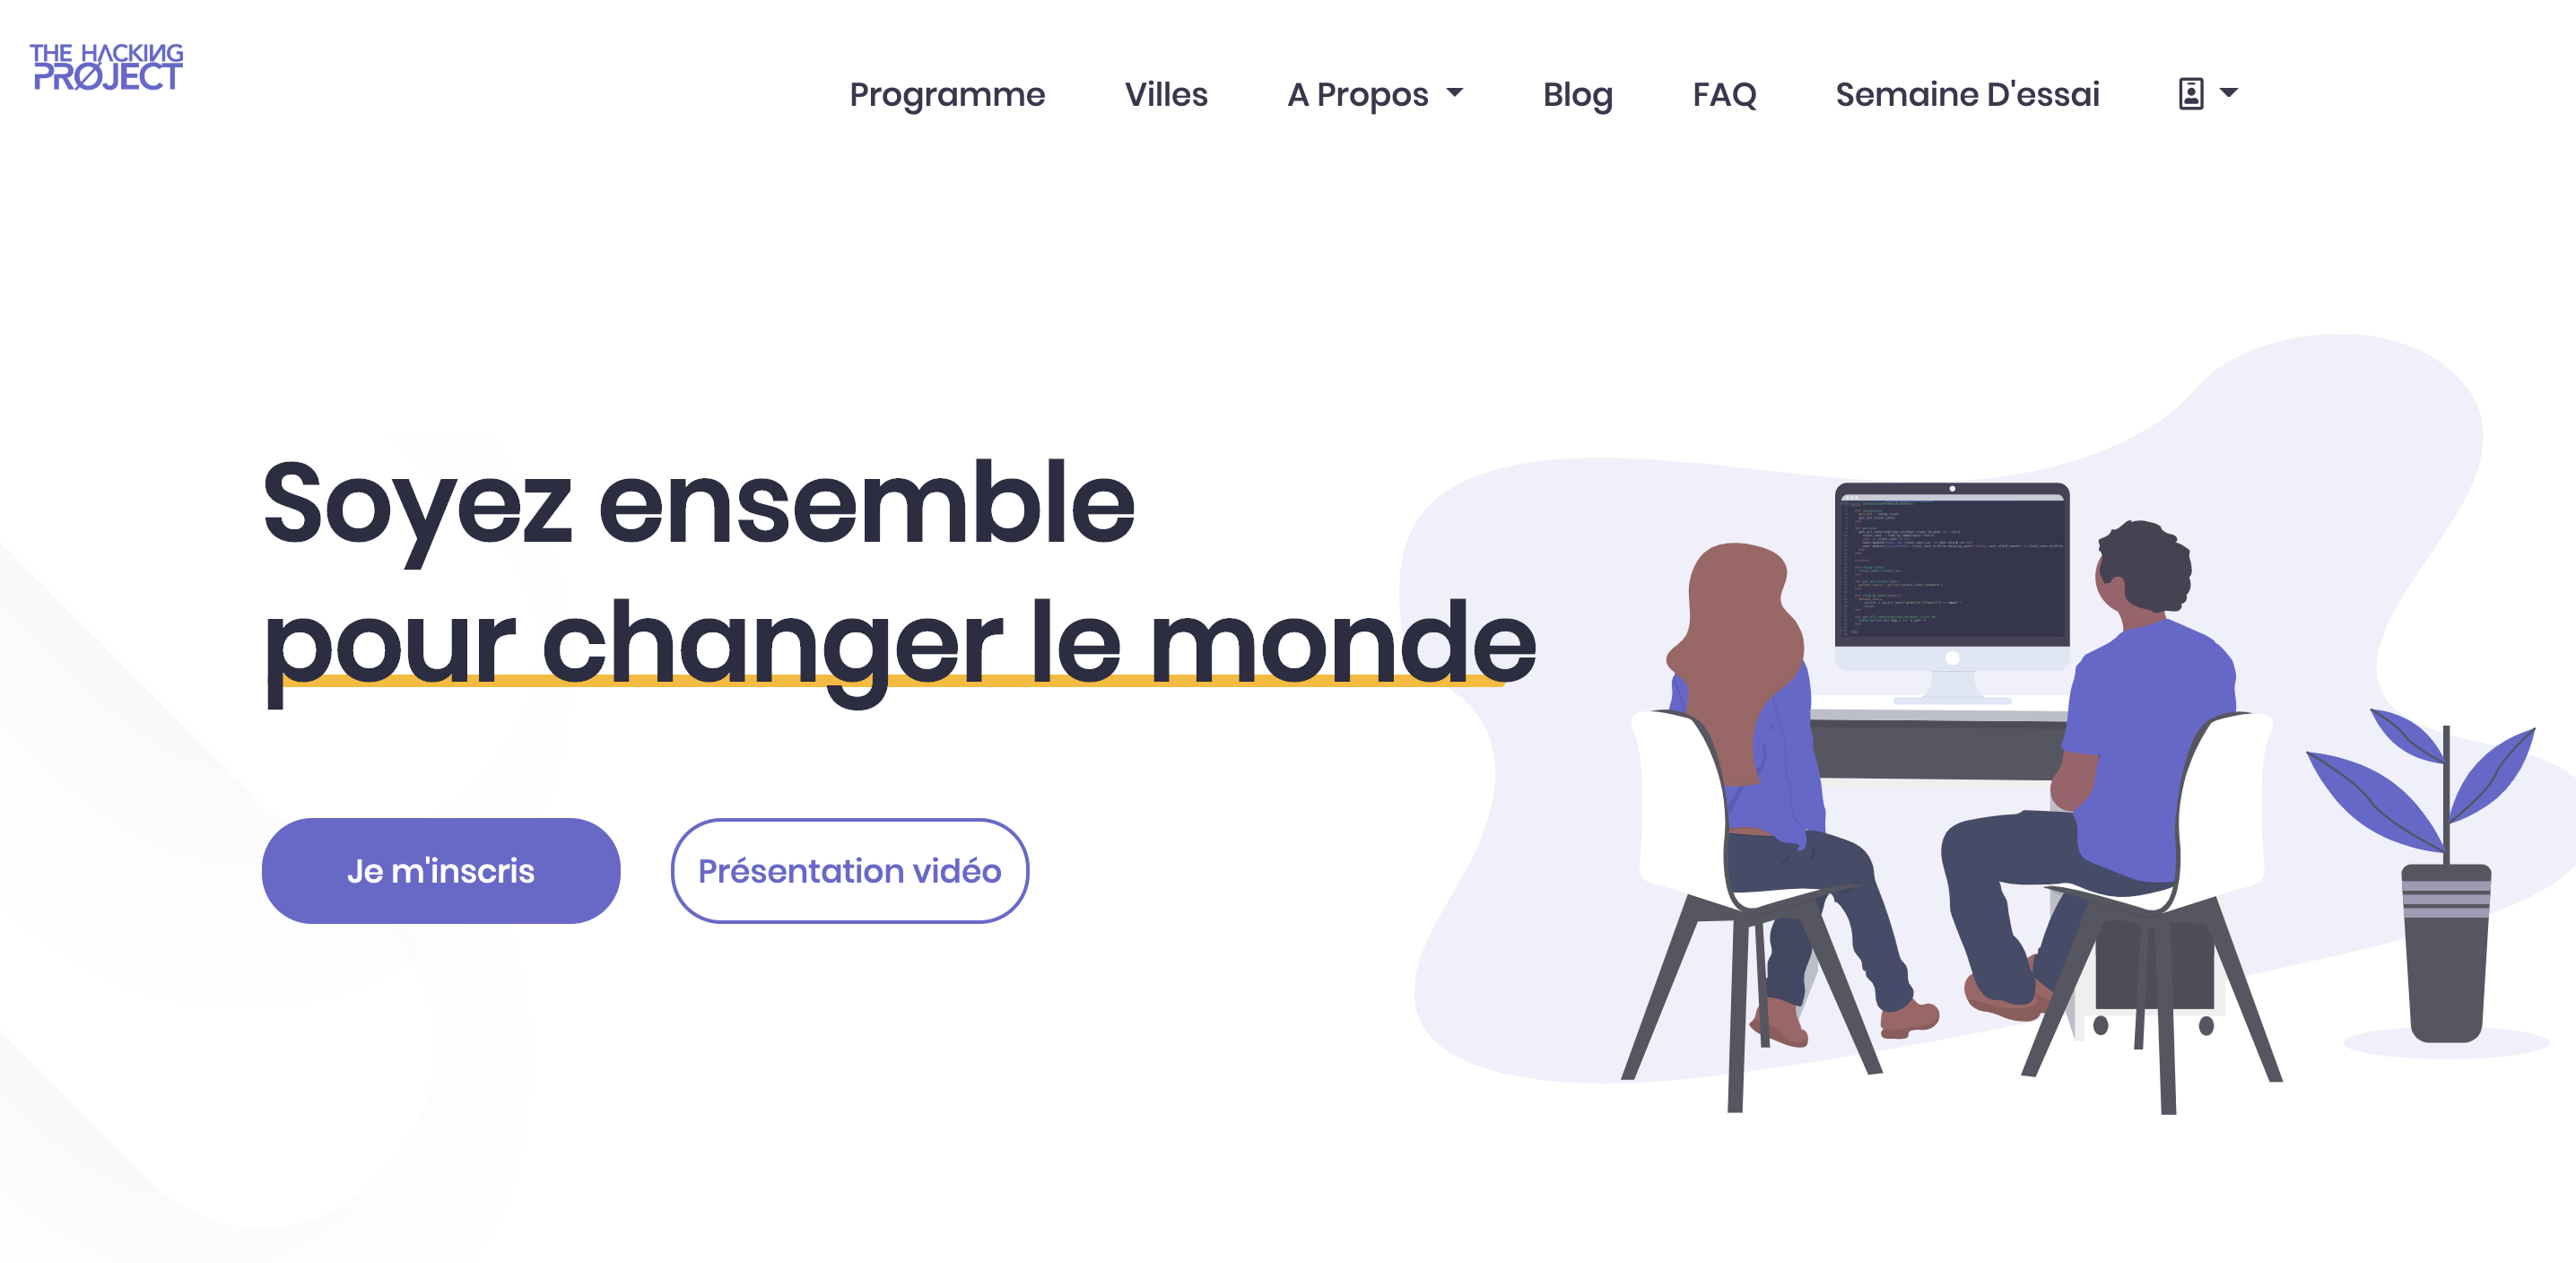 THE HACKING
PRØJECT
Programme
Villes
A Propos
Blog
FAQ
Semaine D'essai
Soyez ensemble
pour changer le monde
Je m'inscris
Présentation vidéo